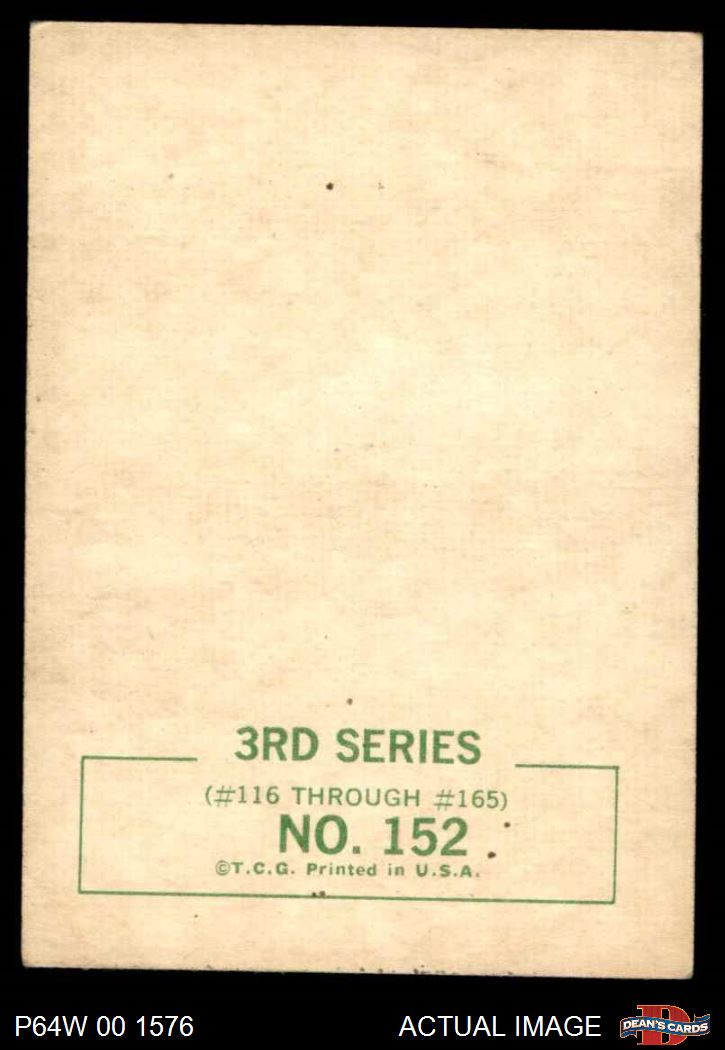 3RD SERIES
(#116 THROUGH #165)
NO. 152
©T.C.G. Printed in U.S.A.
P64W 00 1576
ACTUAL IMAGE
D
DEAN'S CARDS